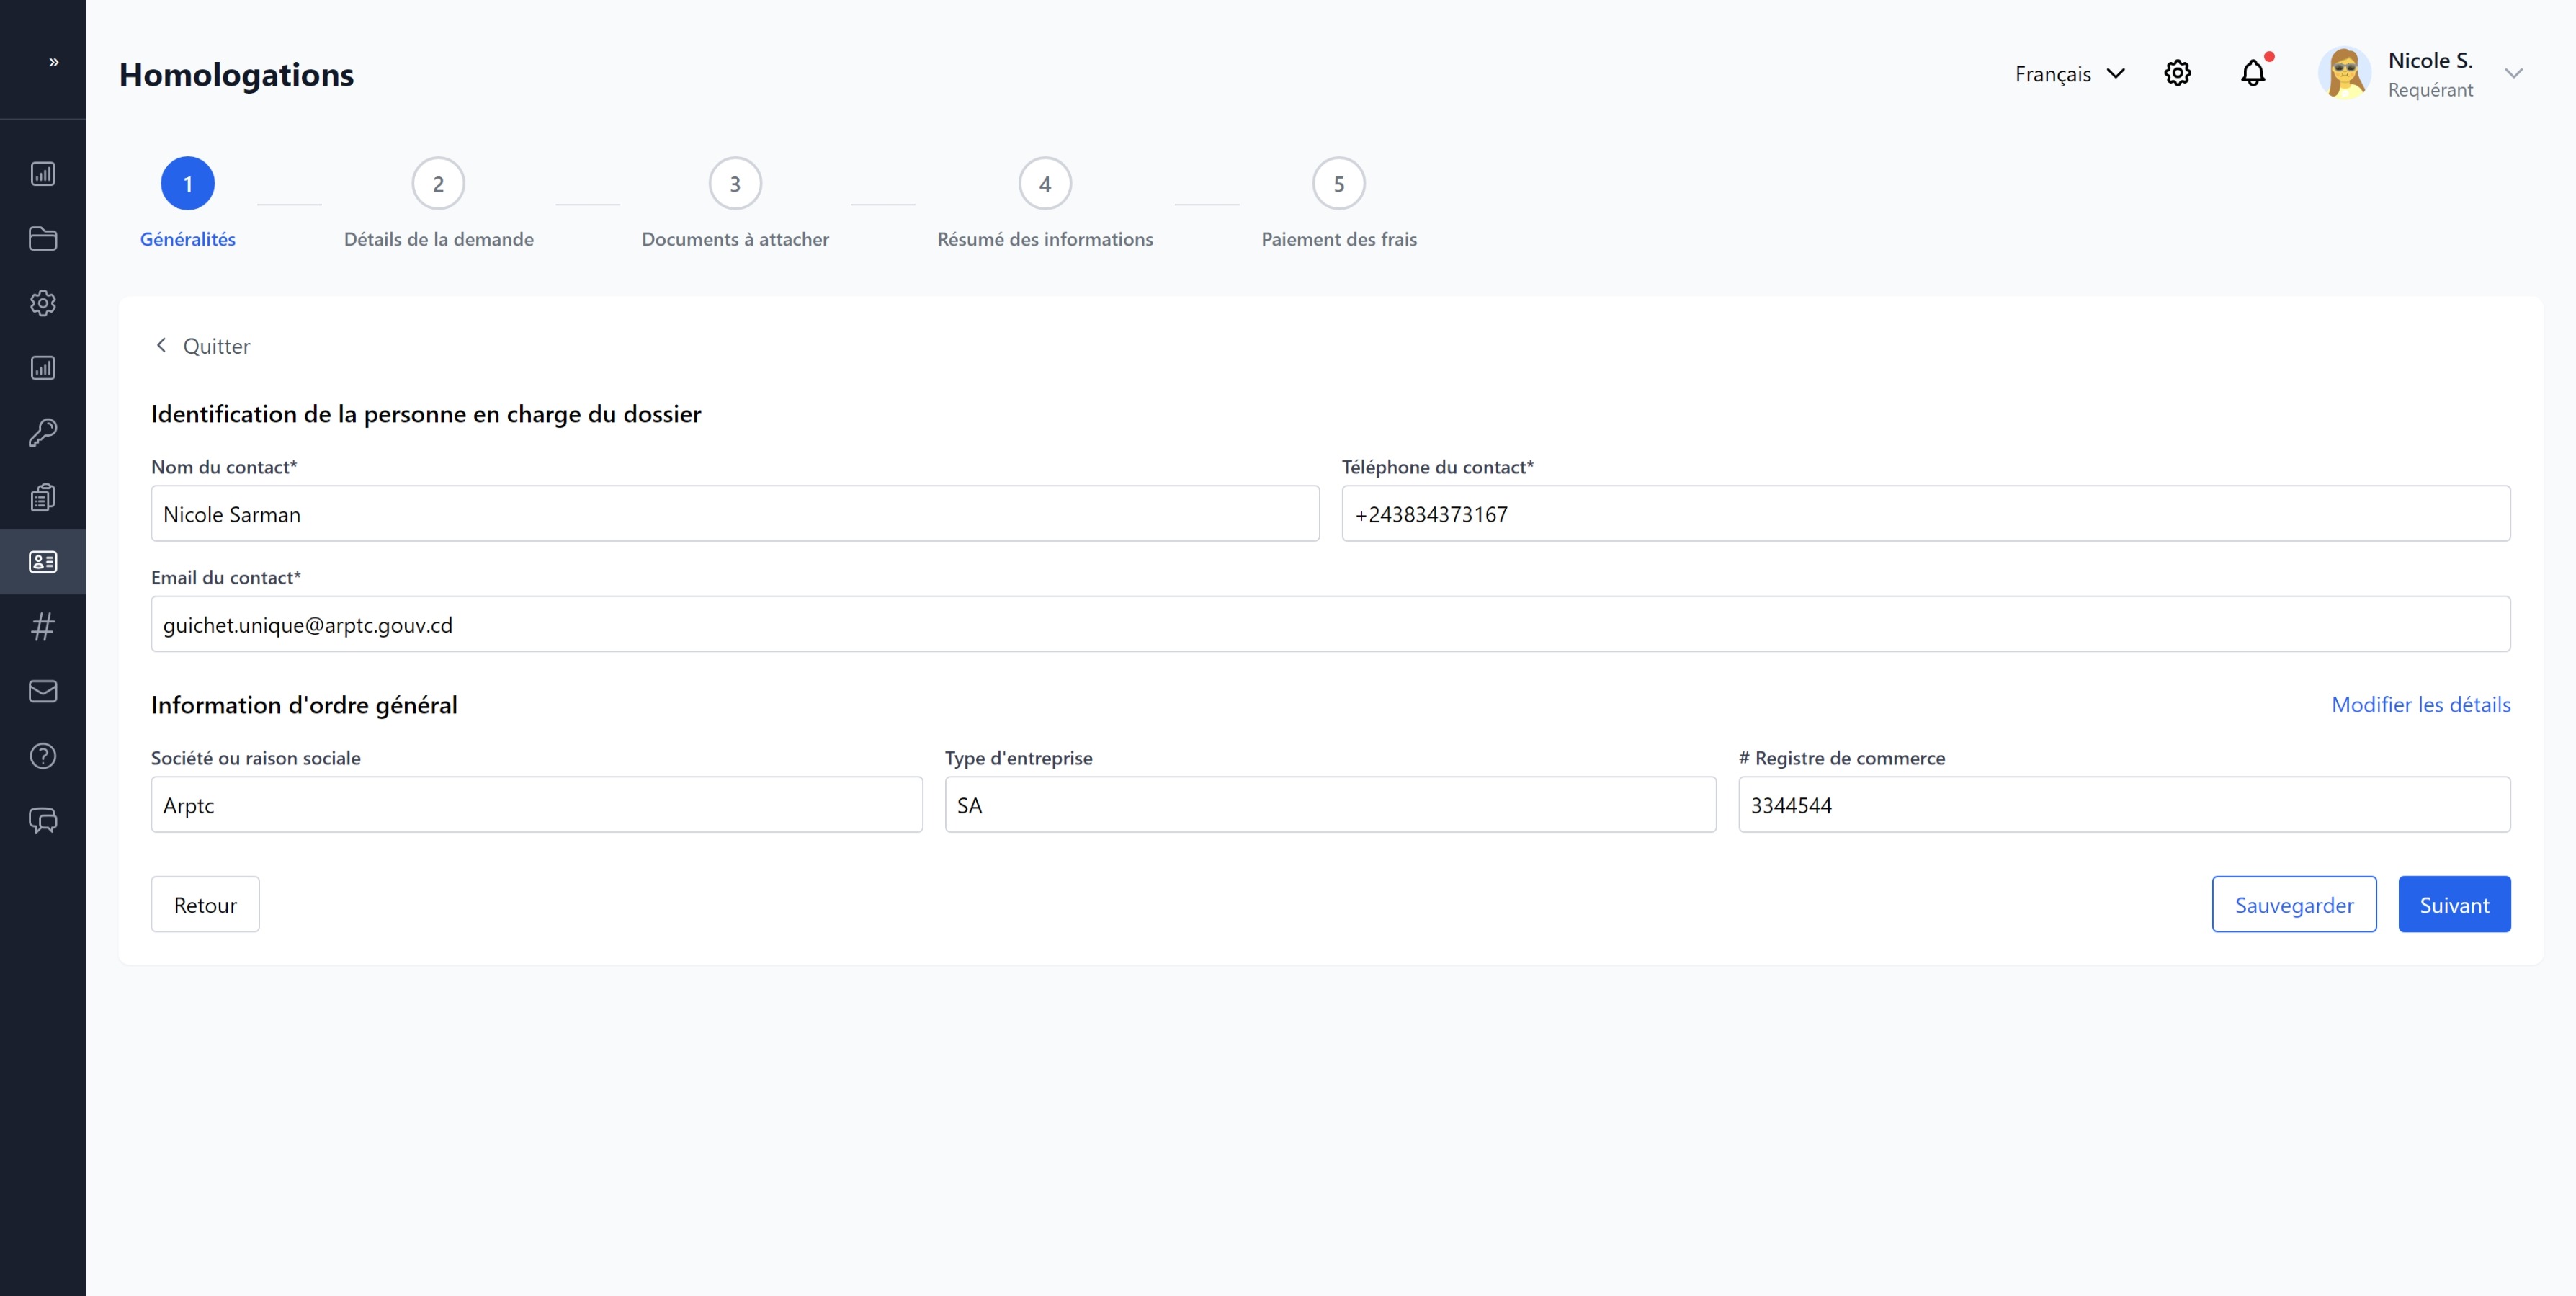 »
Homologations
Français
Nicole S.
Requérant
1
2
3
4
5
Généralités
Détails de la demande
Documents à attacher
Résumé des informations
Paiement des frais
Quitter
Identification de la personne en charge du dossier
Nom du contact*
Téléphone du contact*
Nicole Sarman
+243834373167
Email du contact*
guichet.unique@arptc.gouv.cd
Information d'ordre général
Modifier les détails
Société ou raison sociale
Type d'entreprise
# Registre de commerce
Arptc
SA
3344544
Retour
Sauvegarder
Suivant